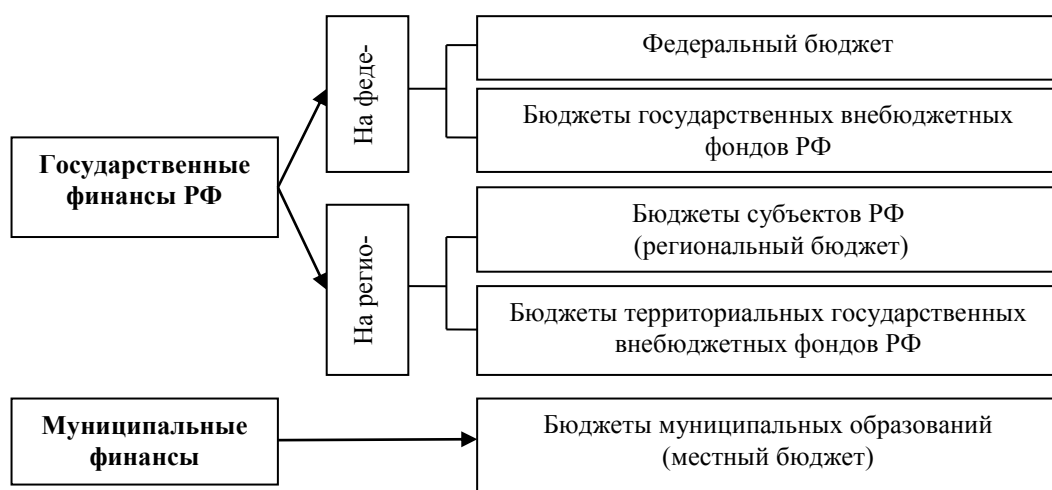 Государственные
финансы РФ
На феде-
Федеральный бюджет
Бюджеты государственных внебюджетных
фондов РФ
На регио-
Бюджеты субъектов РФ
(региональный бюджет)
Бюджеты территориальных государственных
внебюджетных фондов РФ
Муниципальные
финансы
Бюджеты муниципальных образований
(местный бюджет)